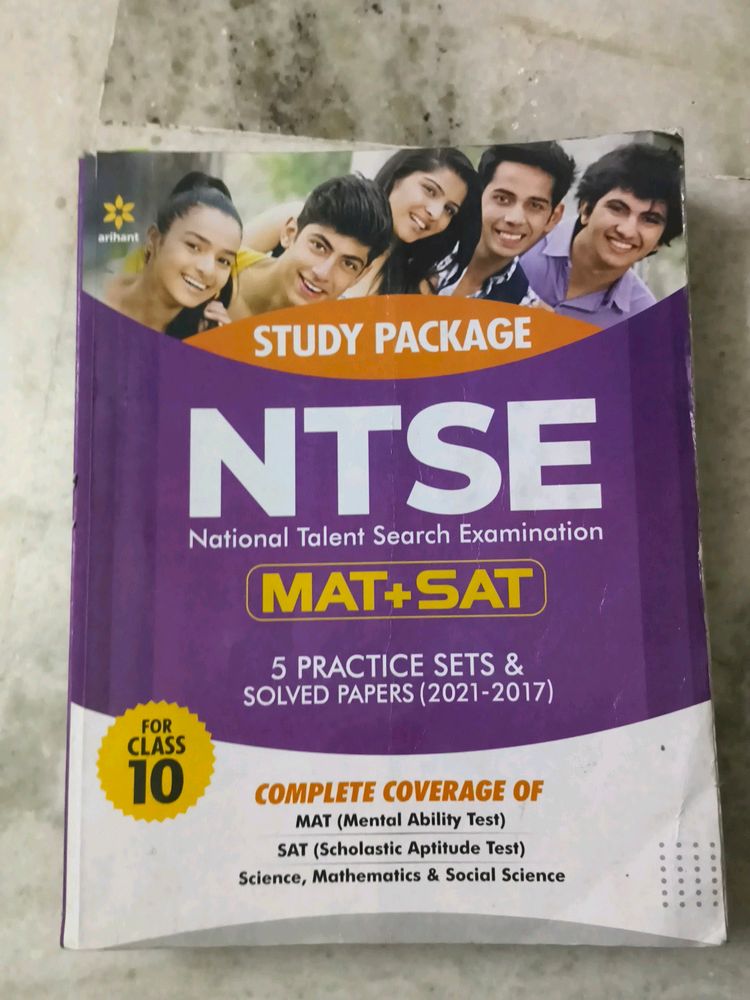 arihant
STUDY PACKAGE
NTSE
National Talent Search Examination
MAT+SAT
5 PRACTICE SETS &
SOLVED PAPERS (2021-2017)
FOR
CLASS
10
COMPLETE COVERAGE OF
MAT (Mental Ability Test)
SAT (Scholastic Aptitude Test)
Science, Mathematics & Social Science